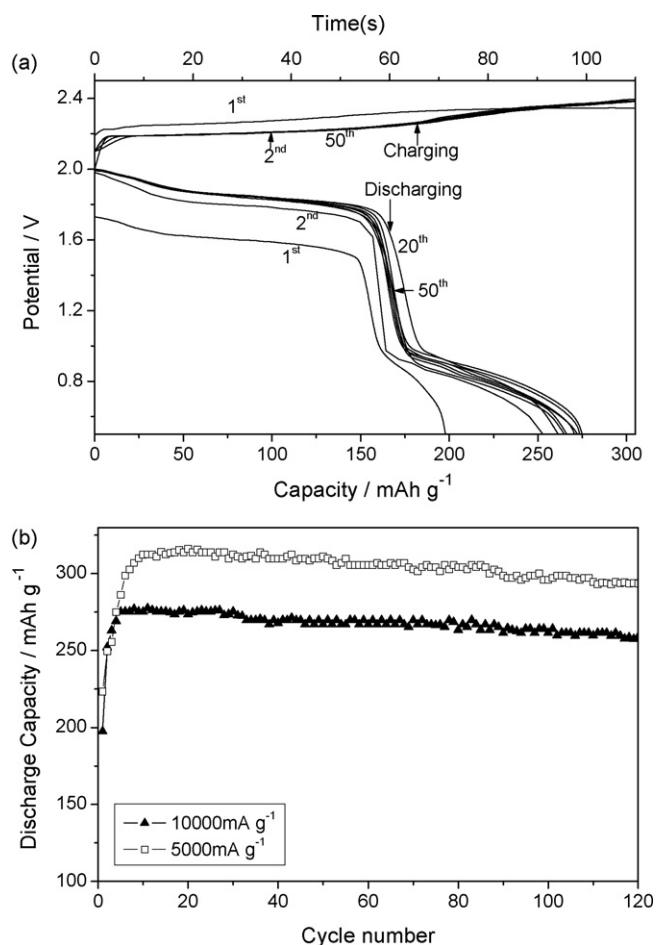 Time(s)
0 20 40 60 80 100
(a)
2.4
2.0
1.6
1.2
0.8
Potential / V
1st
2nd
50th
Charging
Discharging
2nd
20th
1st
50th
0 50 100 150 200 250 300
Capacity / mAh g-1
(b)
300
250
200
150
100
Discharge Capacity / mAh g-1
10000mA g-1
5000mA g-1
0 20 40 60 80 100 120
Cycle number